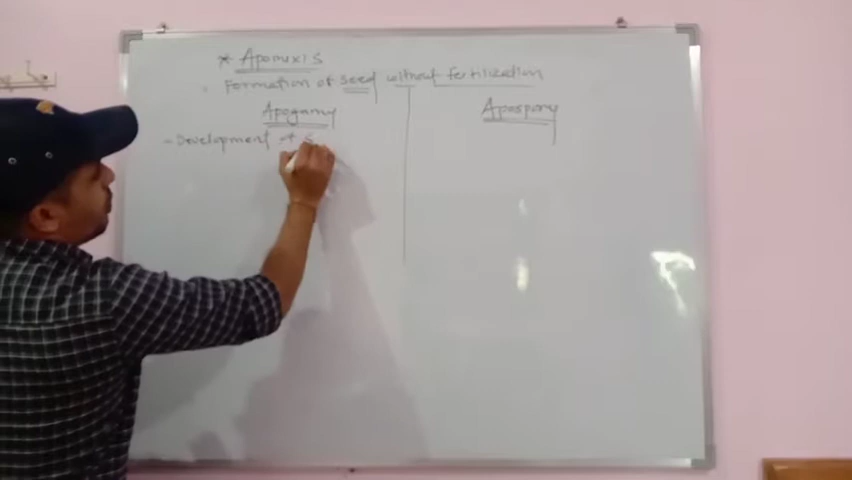 * Apomixis
Formation of seed without fertilization
Apogamy
Apospory
- Development of S